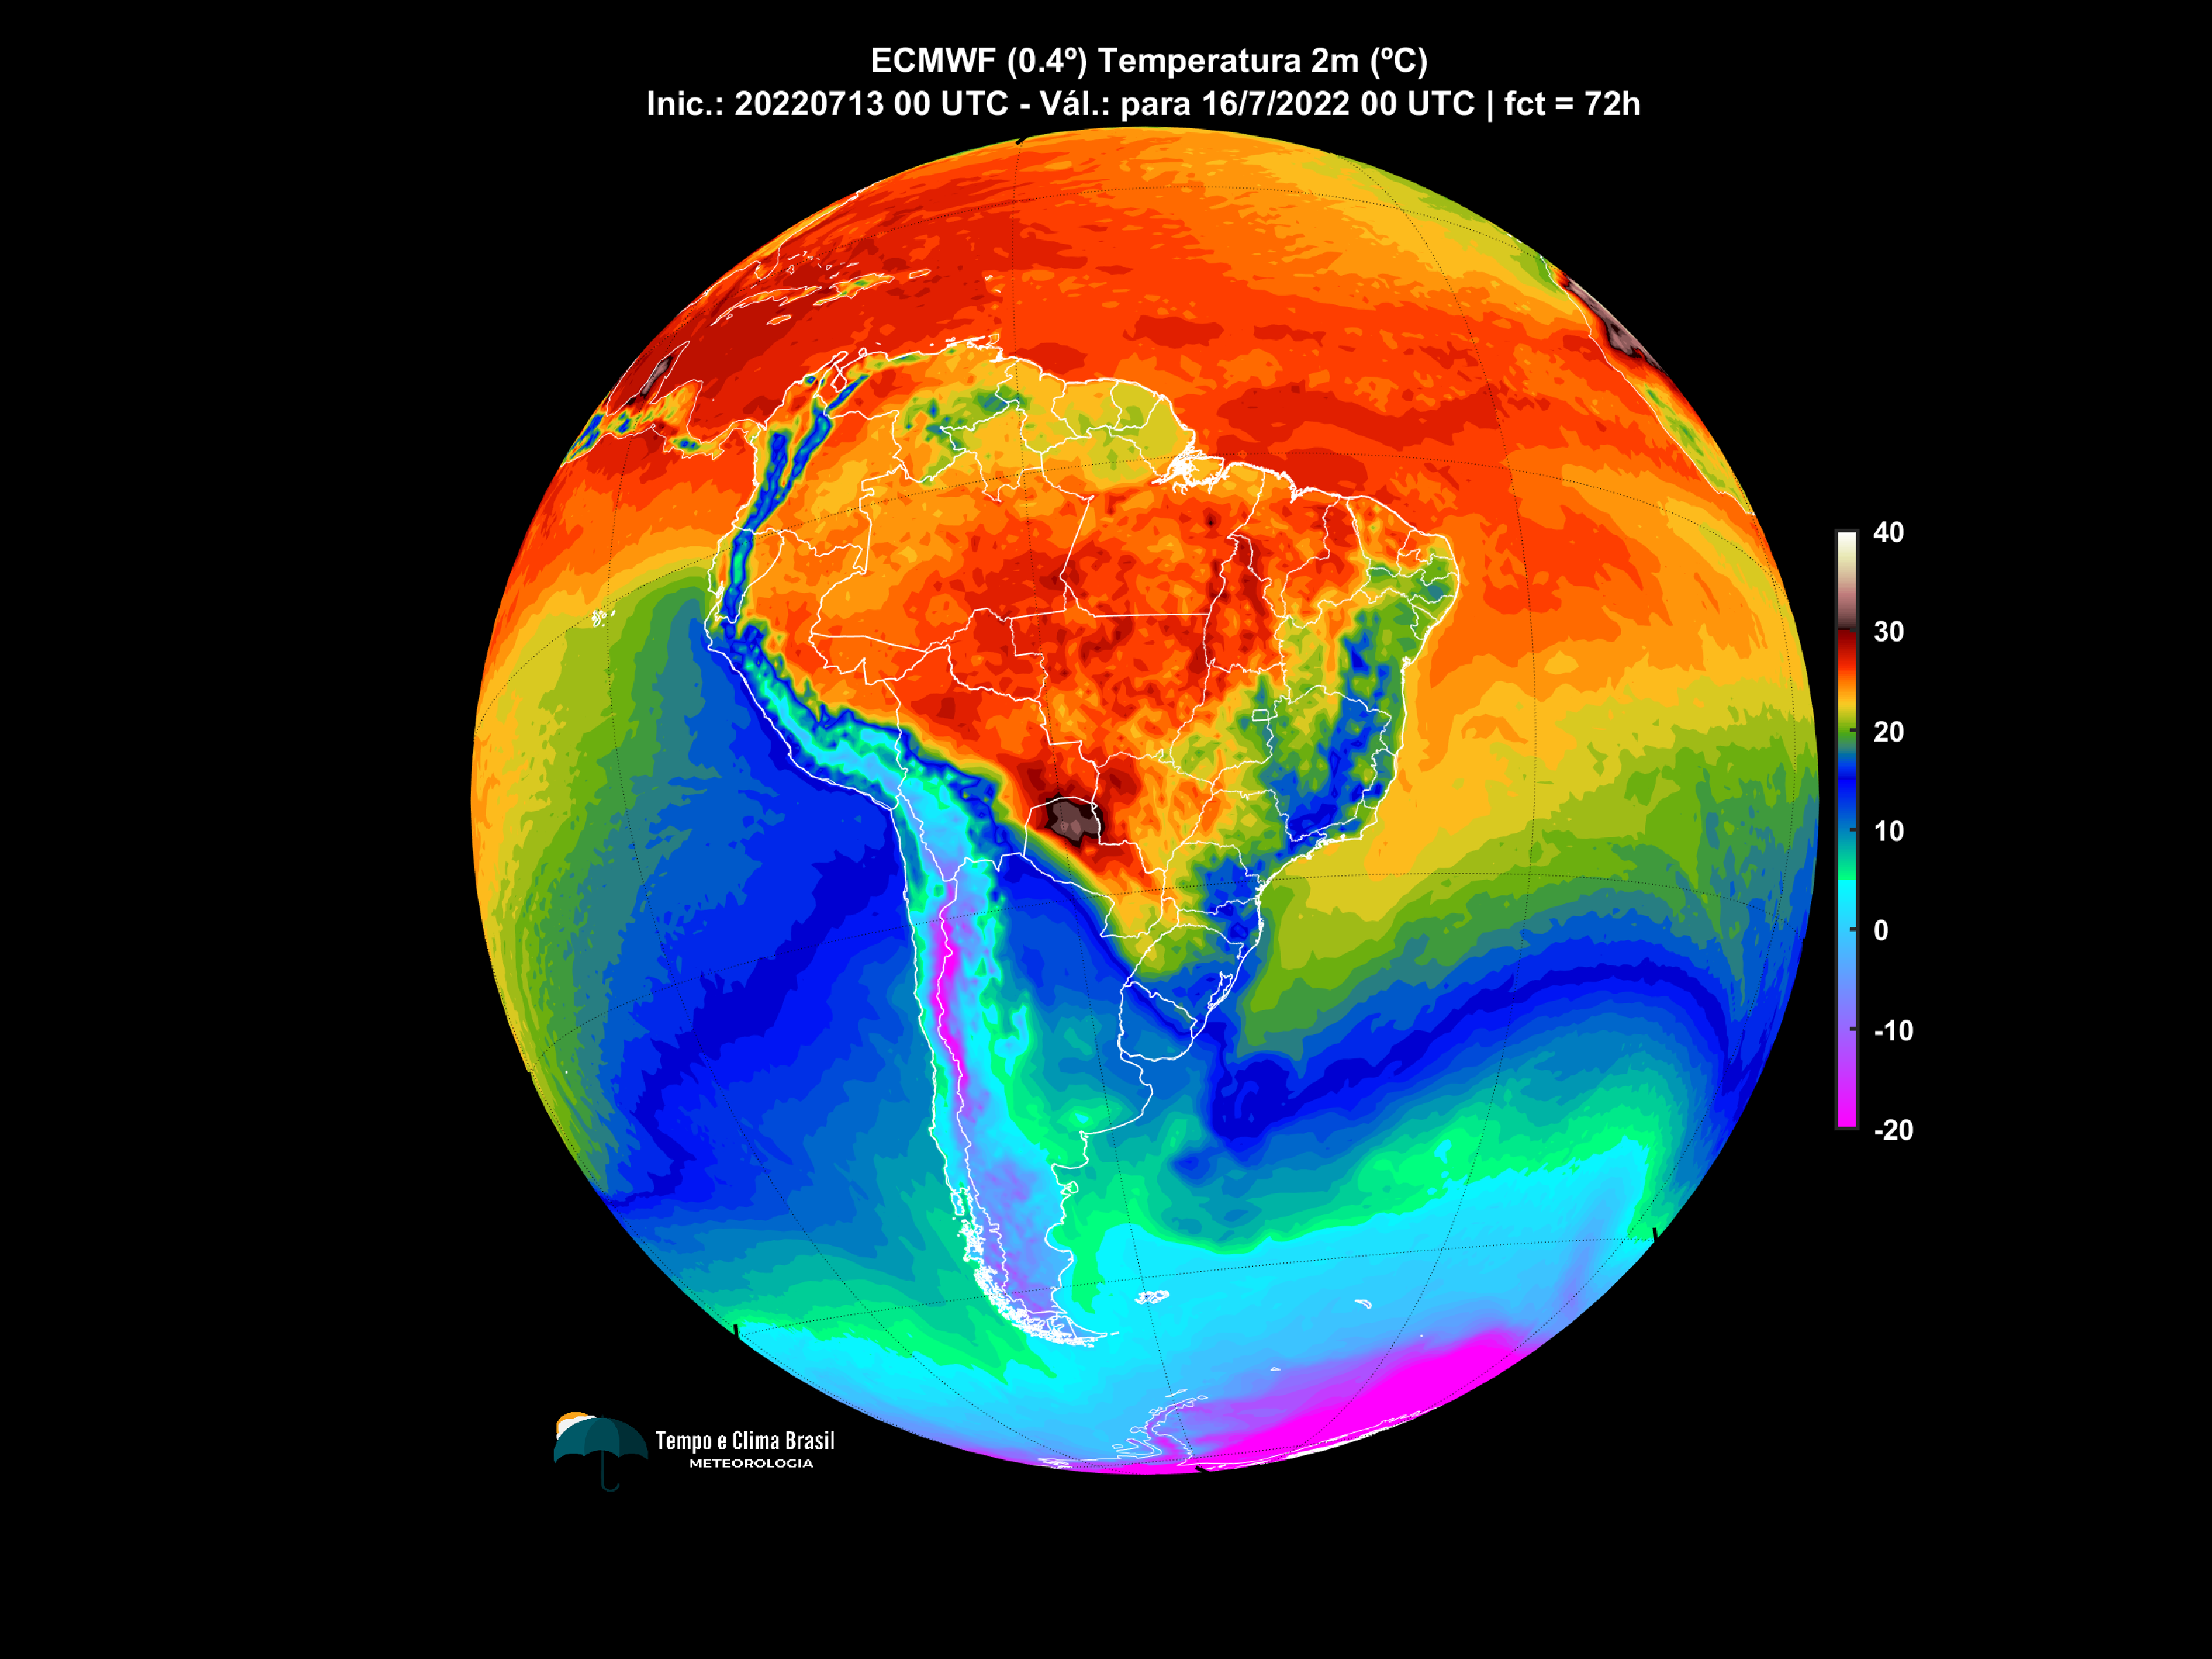 ECMWF (0.4º) Temperatura 2m (ºC)
Inic.: 20220713 00 UTC - Vál.: para 16/7/2022 00 UTC | fct = 72h
40
30
20
10
0
-10
-20
Tempo e Clima Brasil
METEOROLOGIA